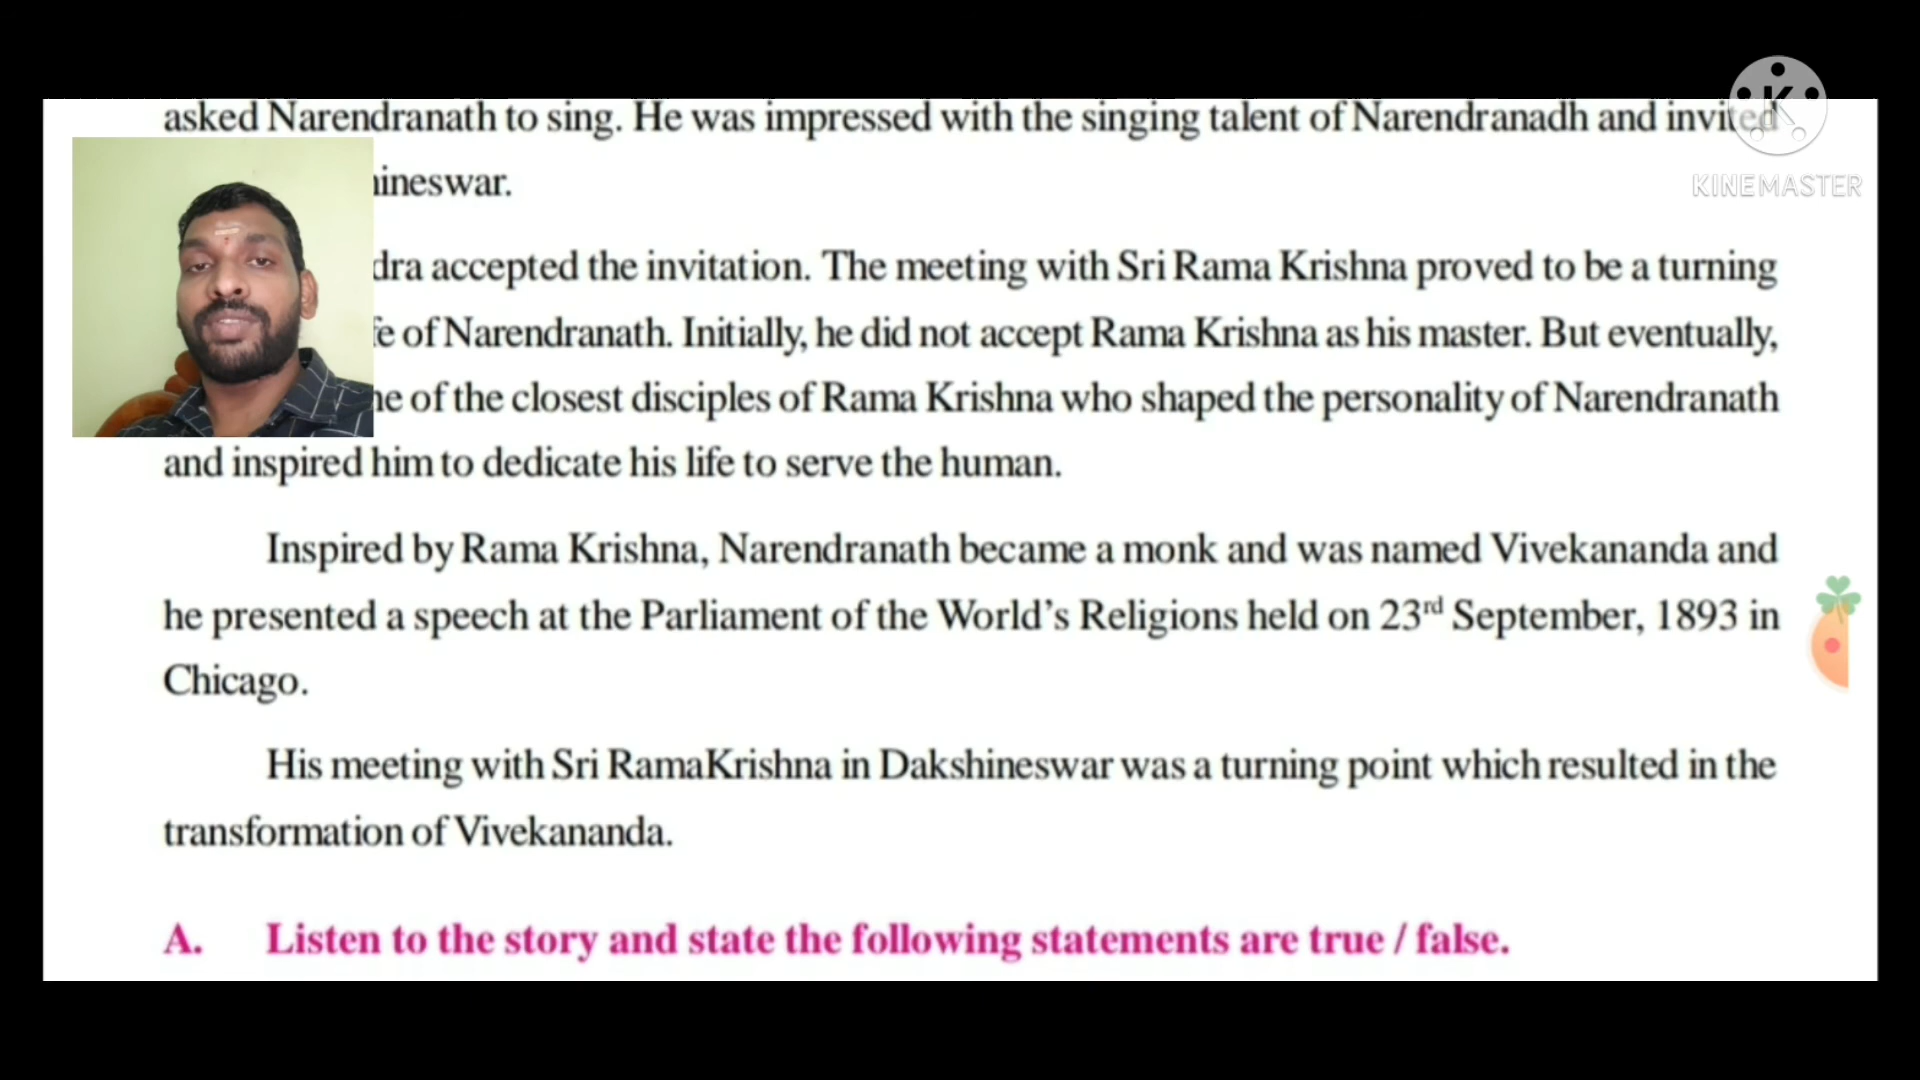 asked Narendranath to sing. He was impressed with the singing talent of Narendranadh and invited
hineswar.
dra accepted the invitation. The meeting with Sri Rama Krishna proved to be a turning
fe of Narendranath. Initially, he did not accept Rama Krishna as his master. But eventually,
ne of the closest disciples of Rama Krishna who shaped the personality of Narendranath
and inspired him to dedicate his life to serve the human.
Inspired by Rama Krishna, Narendranath became a monk and was named Vivekananda and
he presented a speech at the Parliament of the World’s Religions held on 23rd September, 1893 in
Chicago.
His meeting with Sri RamaKrishna in Dakshineswar was a turning point which resulted in the
transformation of Vivekananda.
A. Listen to the story and state the following statements are true / false.
K
KINEMASTER